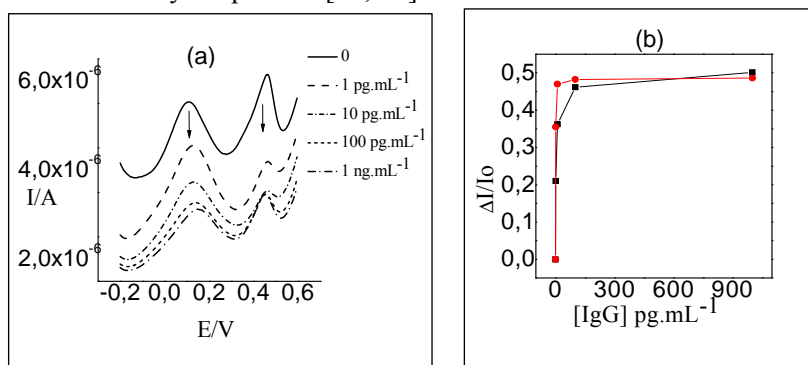 (a)
0
1 pg.mL-1
10 pg.mL-1
100 pg.mL-1
1 ng.mL-1
6,0x10-6
4,0x10-6
2,0x10-6
I/A
-0,2 0,0 0,2 0,4 0,6
E/V
(b)
0,5
0,4
0,3
0,2
0,1
0,0
ΔI/Io
0 300 600 900
[IgG] pg.mL-1